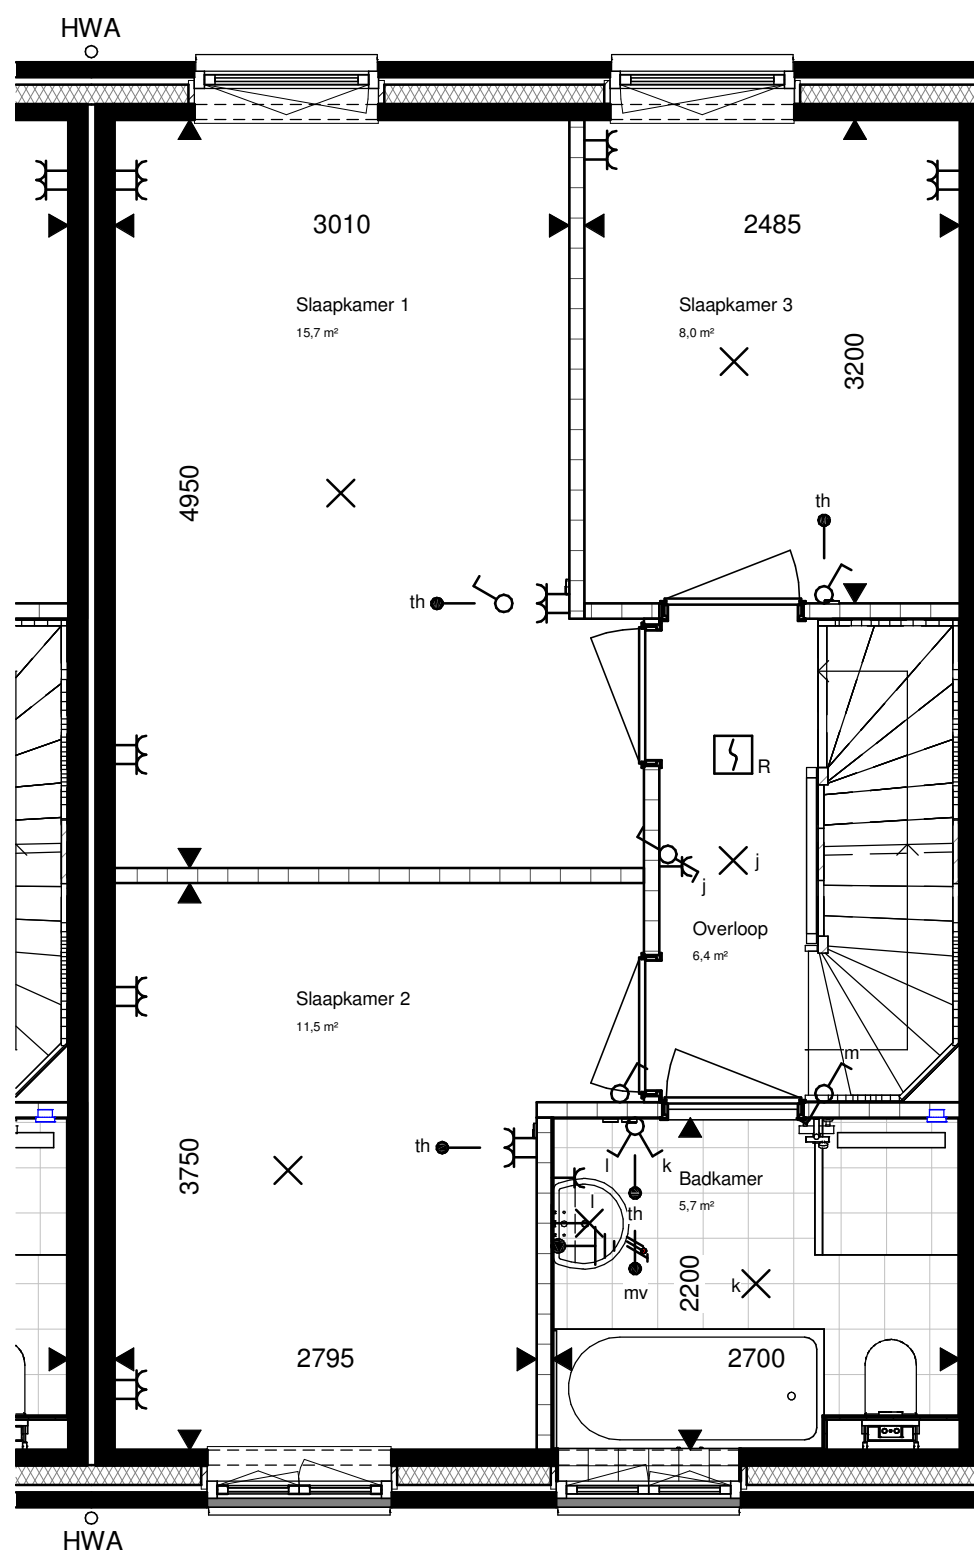 HWA
3010
2485
Slaapkamer 1
15,7 m²
Slaapkamer 3
8,0 m²
3200
4950
th
th
R
j
j
Overloop
6,4 m²
Slaapkamer 2
11,5 m²
m
th
3750
l
k
Badkamer
5,7 m²
l
th
2200
k
mv
2795
2700
HWA